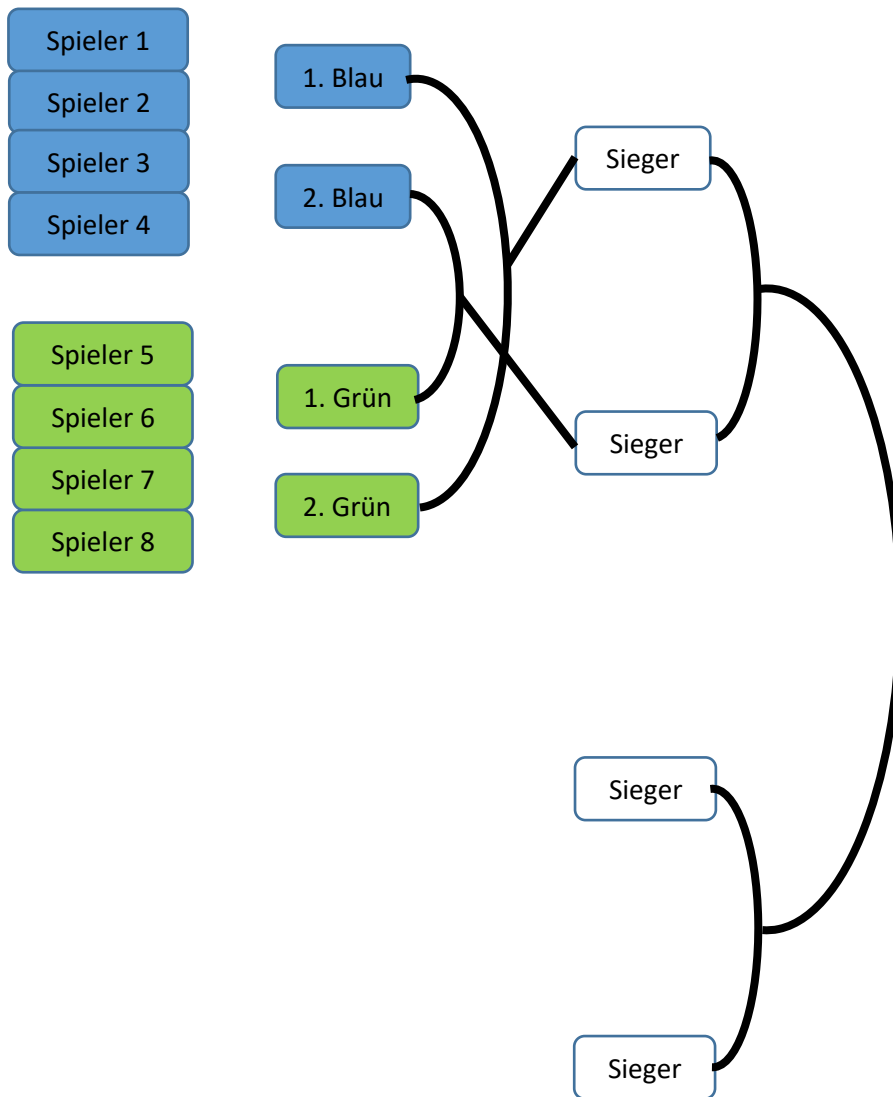 Spieler 1
Spieler 2
Spieler 3
Spieler 4
Spieler 5
Spieler 6
Spieler 7
Spieler 8
1. Blau
2. Blau
1. Grün
2. Grün
Sieger
Sieger
Sieger
Sieger